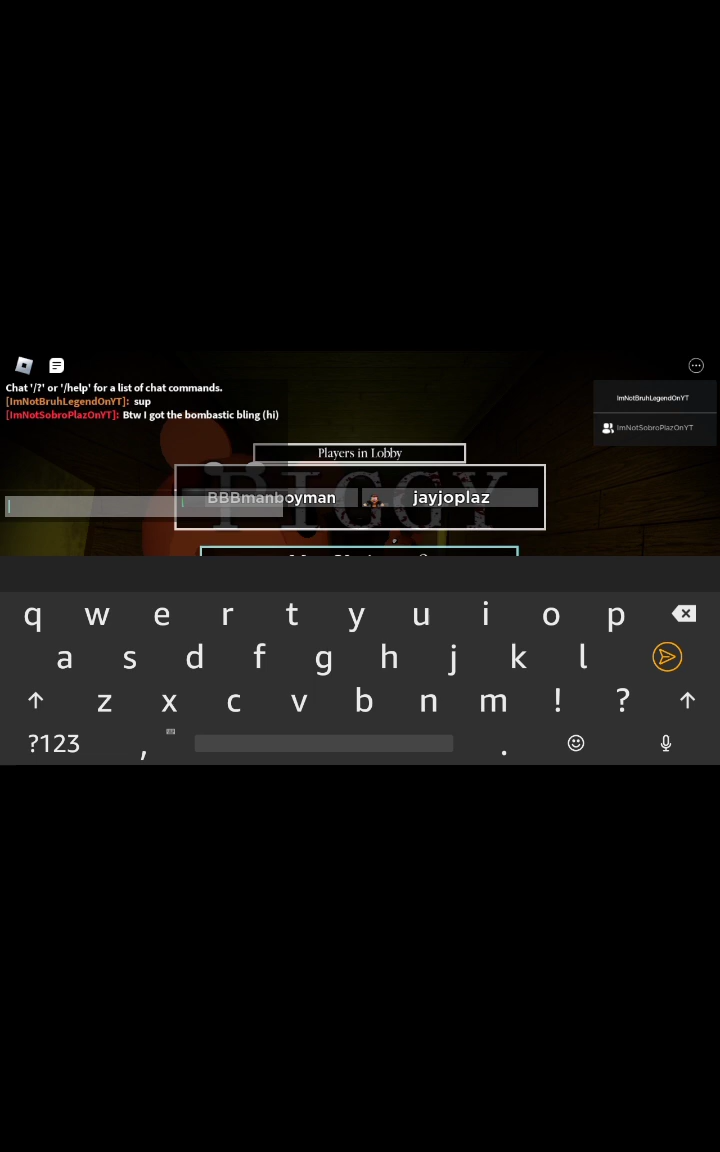 Chat '/?' or '/help' for a list of chat commands.
[ImNotBruhLegendOnYT]: sup
[ImNotSobroPlazOnYT]: Btw I got the bombastic bling (hi)
ImNotBruhLegendOnYT
ImNotSobroPlazOnYT
Players in Lobby
PIGGY
BBBmanboyman jayjoplaz
q w e r t y u i o p
a s d f g h j k l
z x c v b n m ! ?
?123 , .